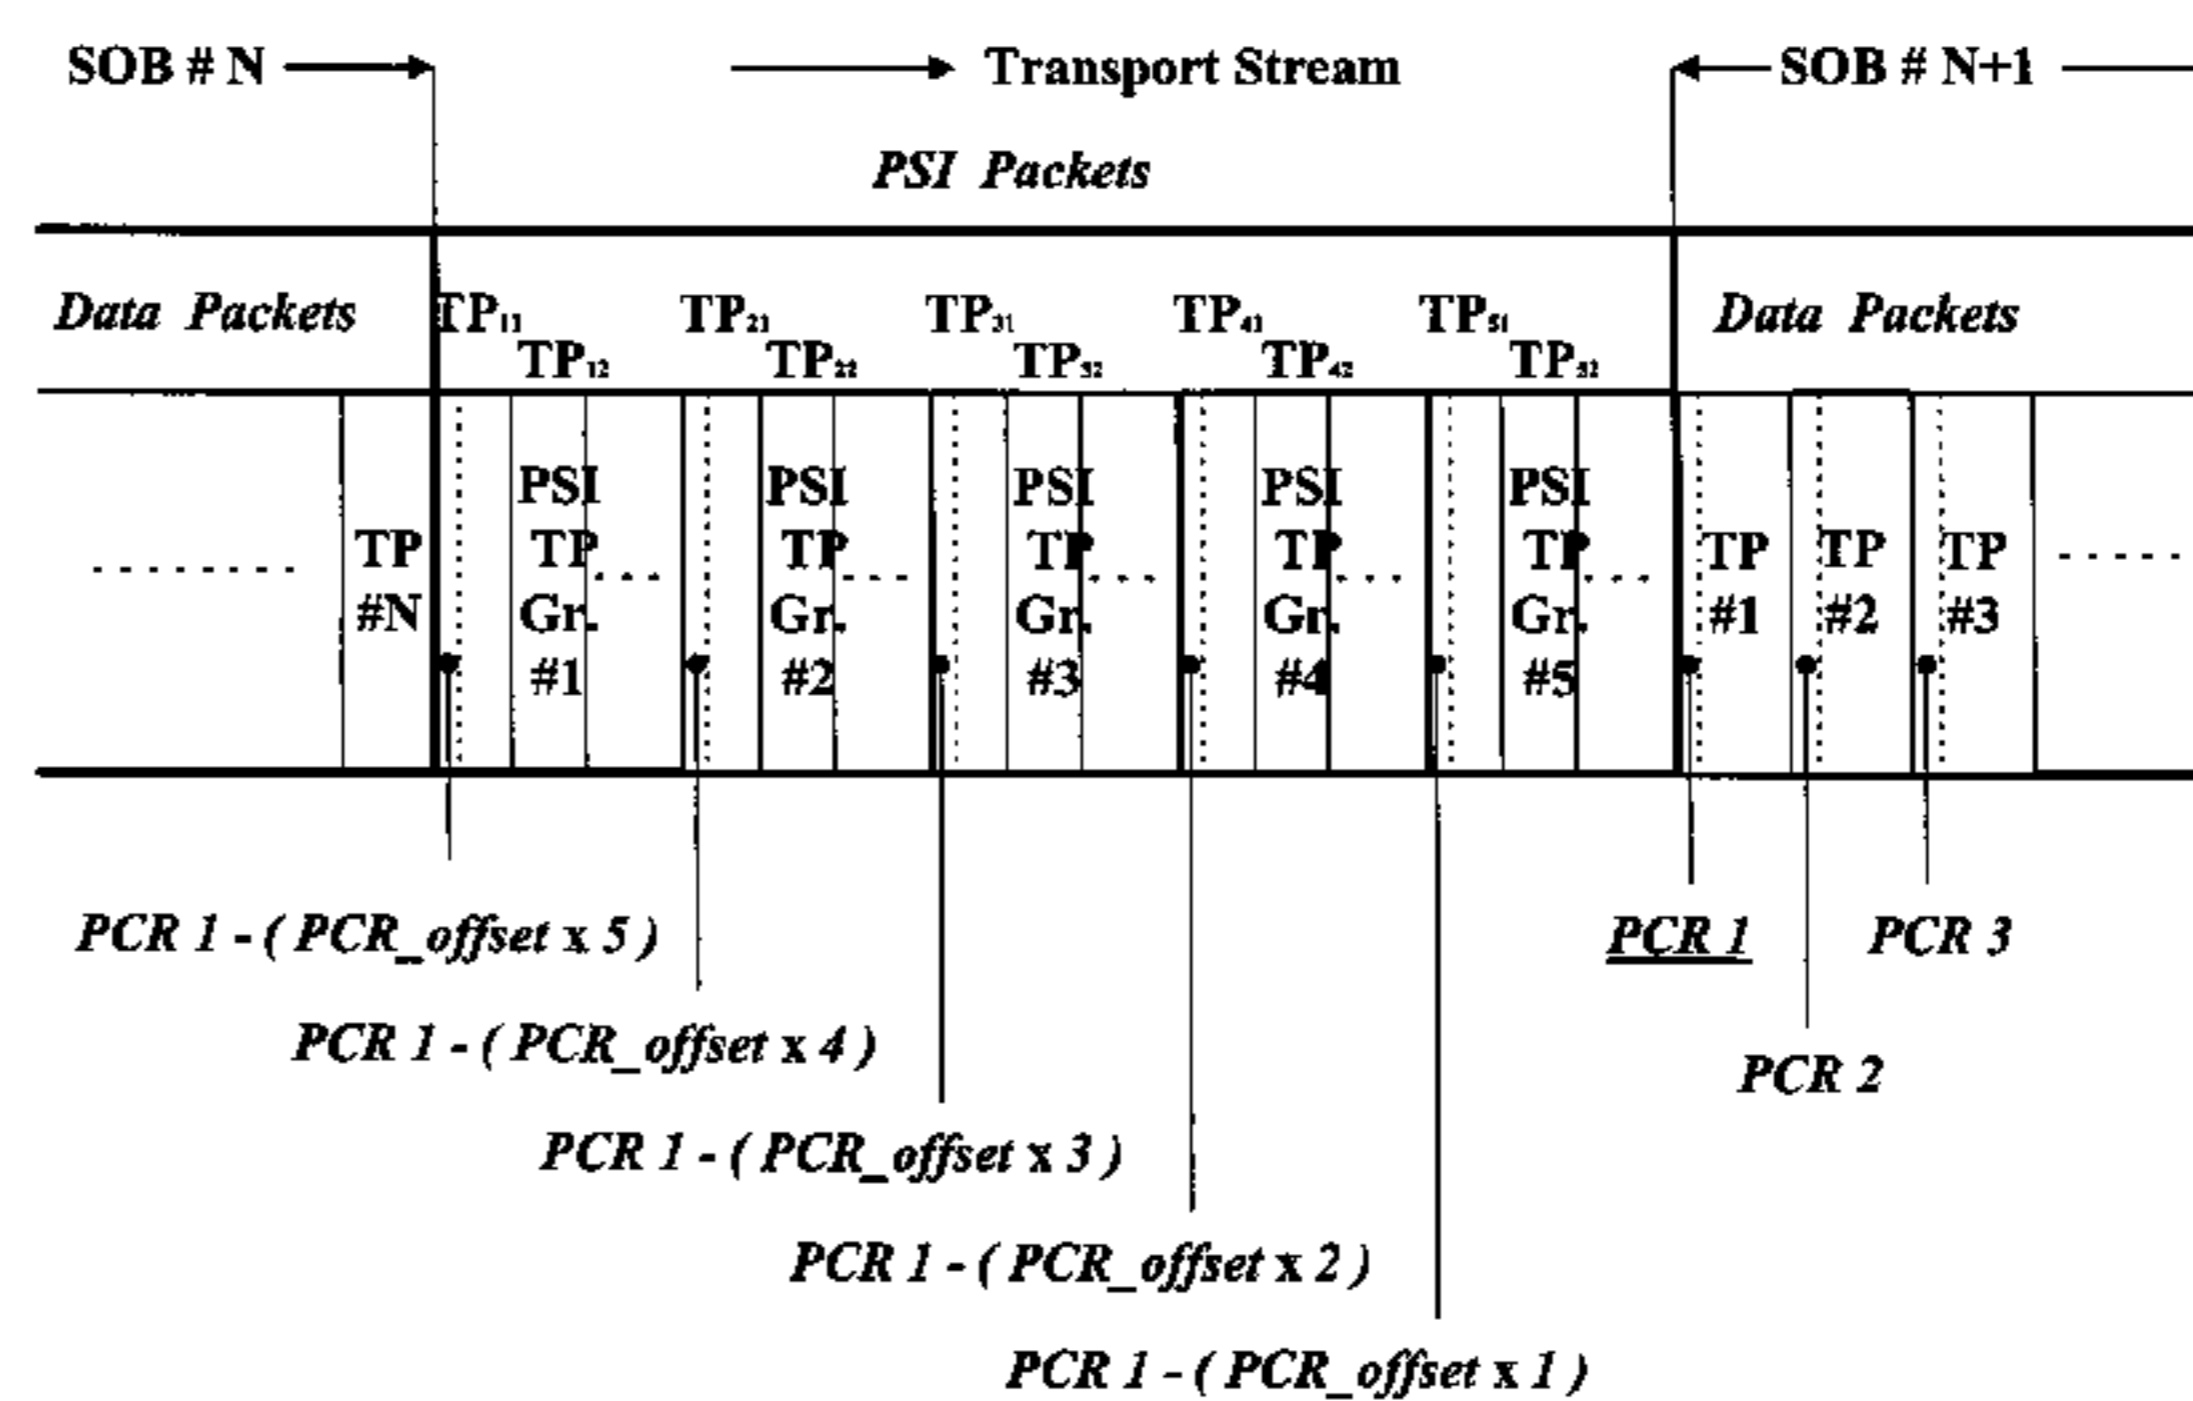 SOB # N Transport Stream SOB # N+1
PSI Packets
Data Packets TP₁₁ TP₂₁ TP₃₁ TP₄₁ TP₅₁ Data Packets
TP₁₂ TP₂₂ TP₃₂ TP₄₂ TP₅₂
PSI PSI PSI PSI PSI
TP TP TP TP TP TP TP TP TP
#N Gr. Gr. Gr. Gr. Gr. #1 #2 #3
#1 #2 #3 #4 #5
PCR 1 - ( PCR_offset x 5 ) PCR 1 PCR 3
PCR 1 - ( PCR_offset x 4 )
PCR 2
PCR 1 - ( PCR_offset x 3 )
PCR 1 - ( PCR_offset x 2 )
PCR 1 - ( PCR_offset x 1 )